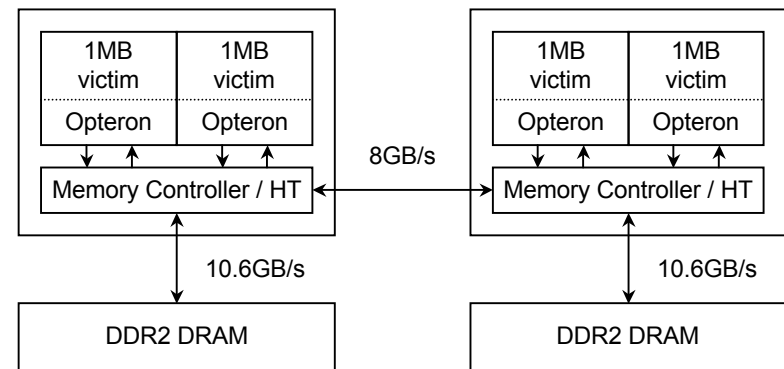 1MB victim
1MB victim
1MB victim
1MB victim
Opteron
Opteron
Opteron
Opteron
8GB/s
Memory Controller / HT
Memory Controller / HT
10.6GB/s
10.6GB/s
DDR2 DRAM
DDR2 DRAM